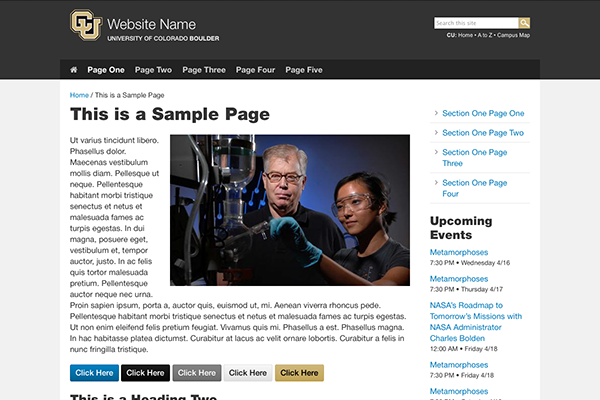 CU
Website Name
UNIVERSITY OF COLORADO BOULDER
Search this site
CU: Home • A to Z • Campus Map
Page One Page Two Page Three Page Four Page Five
Home / This is a Sample Page
This is a Sample Page
Ut varius tincidunt libero.
Phasellus dolor.
Maecenas vestibulum
mollis diam. Pellesque ut
neque. Pellentesque
habitant morbi tristique
senectus et netus et
malesuada fames ac
turpis egestas. In dui
magna, posuere eget,
vestibulum et, tempor
auctor, justo. In ac felis
quis tortor malesuada
pretium. Pellentesque
auctor neque nec urna.
Proin sapien ipsum, porta a, auctor quis, euismod ut, mi. Aenean viverra rhoncus pede.
Pellentesque habitant morbi tristique senectus et netus et malesuada fames ac turpis egestas.
Ut non enim eleifend felis pretium feugiat. Vivamus quis mi. Phasellus a est. Phasellus magna.
In hac habitasse platea dictumst. Curabitur at lacus ac velit ornare lobortis. Curabitur a felis in
nunc fringilla tristique.
Click Here Click Here Click Here Click Here Click Here
This is a Heading Two
Section One Page One
Section One Page Two
Section One Page
Three
Section One Page
Four
Upcoming
Events
Metamorphoses
7:30 PM • Wednesday 4/16
Metamorphoses
7:30 PM • Thursday 4/17
NASA's Roadmap to
Tomorrow's Missions with
NASA Administrator
Charles Bolden
12:00 AM • Friday 4/18
Metamorphoses
7:30 PM • Friday 4/18
Metamorphoses